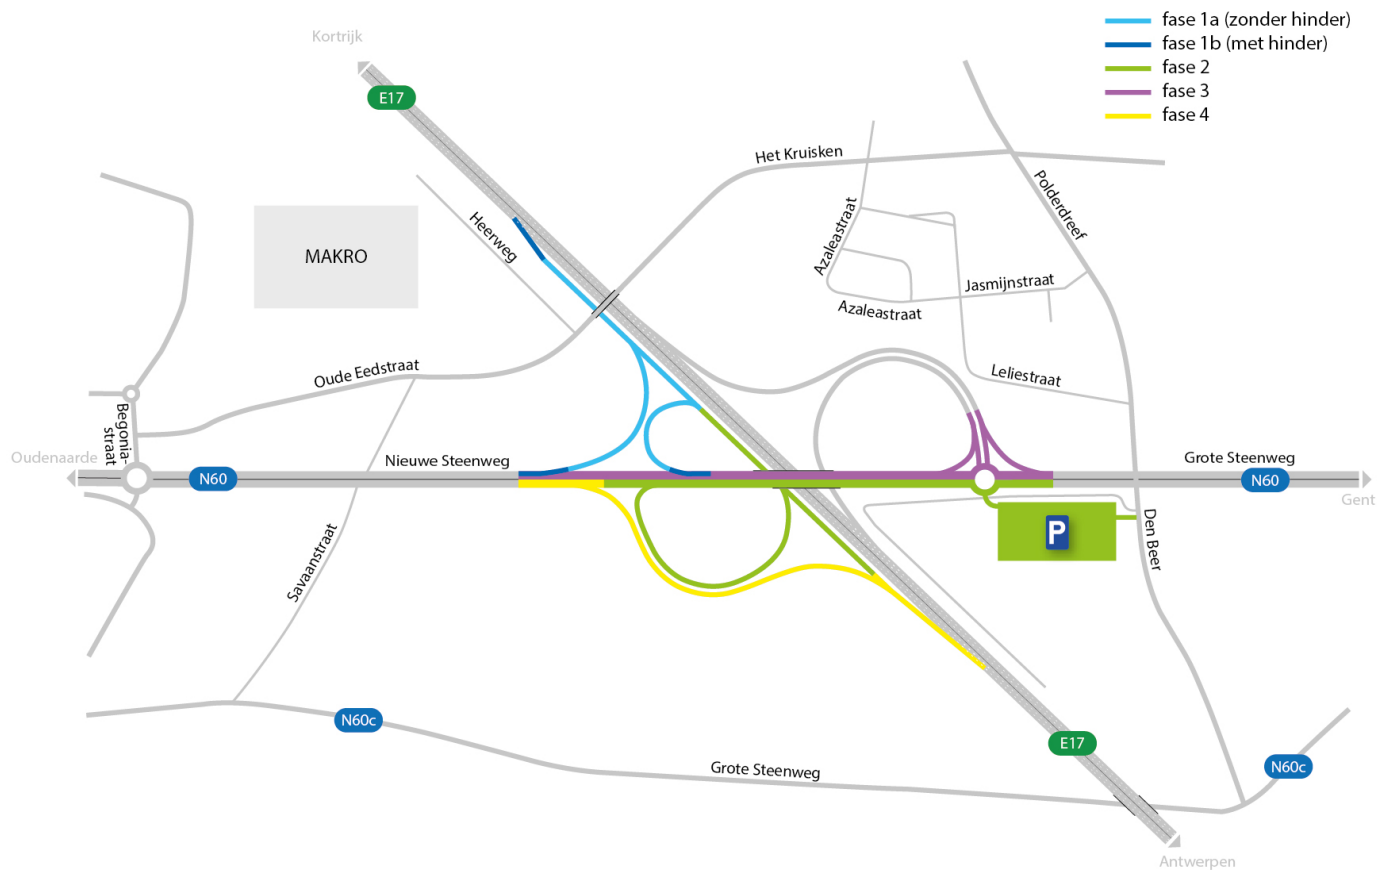 fase 1a (zonder hinder)
fase 1b (met hinder)
fase 2
fase 3
fase 4
Kortrijk
E17
Het Kruisken
Polderdreef
Azaleastraat
Heerweg
MAKRO
Jasmijnstraat
Azaleastraat
Oude Eedstraat
Leliestraat
Begonia-
straat
Oudenaarde
N60
Nieuwe Steenweg
Grote Steenweg
N60
Gent
P
Den Beer
Savaanstraat
N60c
E17
Grote Steenweg
N60c
Antwerpen